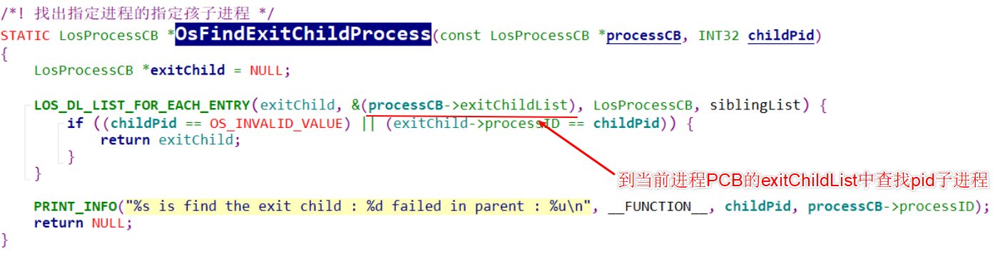 /*! 找出指定进程的指定孩子进程 */
STATIC LosProcessCB *OsFindExitChildProcess(const LosProcessCB *processCB, INT32 childPid)
{
    LosProcessCB *exitChild = NULL;
    LOS_DL_LIST_FOR_EACH_ENTRY(exitChild, &(processCB->exitChildList), LosProcessCB, siblingList) {
        if ((childPid == OS_INVALID_VALUE) || (exitChild->processID == childPid)) {
            return exitChild;
        }
    }
到当前进程PCB的exitChildList中查找pid子进程
    PRINT_INFO("%s is find the exit child : %d failed in parent : %u\n", __FUNCTION__, childPid, processCB->processID);
    return NULL;
}